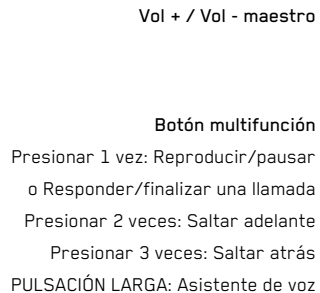 Vol + / Vol - maestro
Botón multifunción
Presionar 1 vez: Reproducir/pausar
o Responder/finalizar una llamada
Presionar 2 veces: Saltar adelante
Presionar 3 veces: Saltar atrás
PULSACIÓN LARGA: Asistente de voz